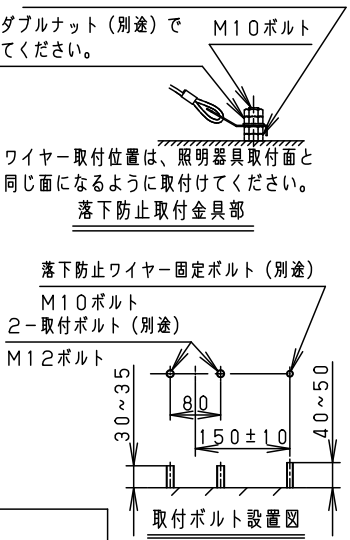 ダブルナット（別途）で
てください。
M10ボルト
ワイヤー取付位置は、照明器具取付面と
同じ面になるように取付けてください。
落下防止取付金具部
落下防止ワイヤー固定ボルト（別途）
M10ボルト
2-取付ボルト（別途）
M12ボルト
80
150±10
30~35
40~50
取付ボルト設置図